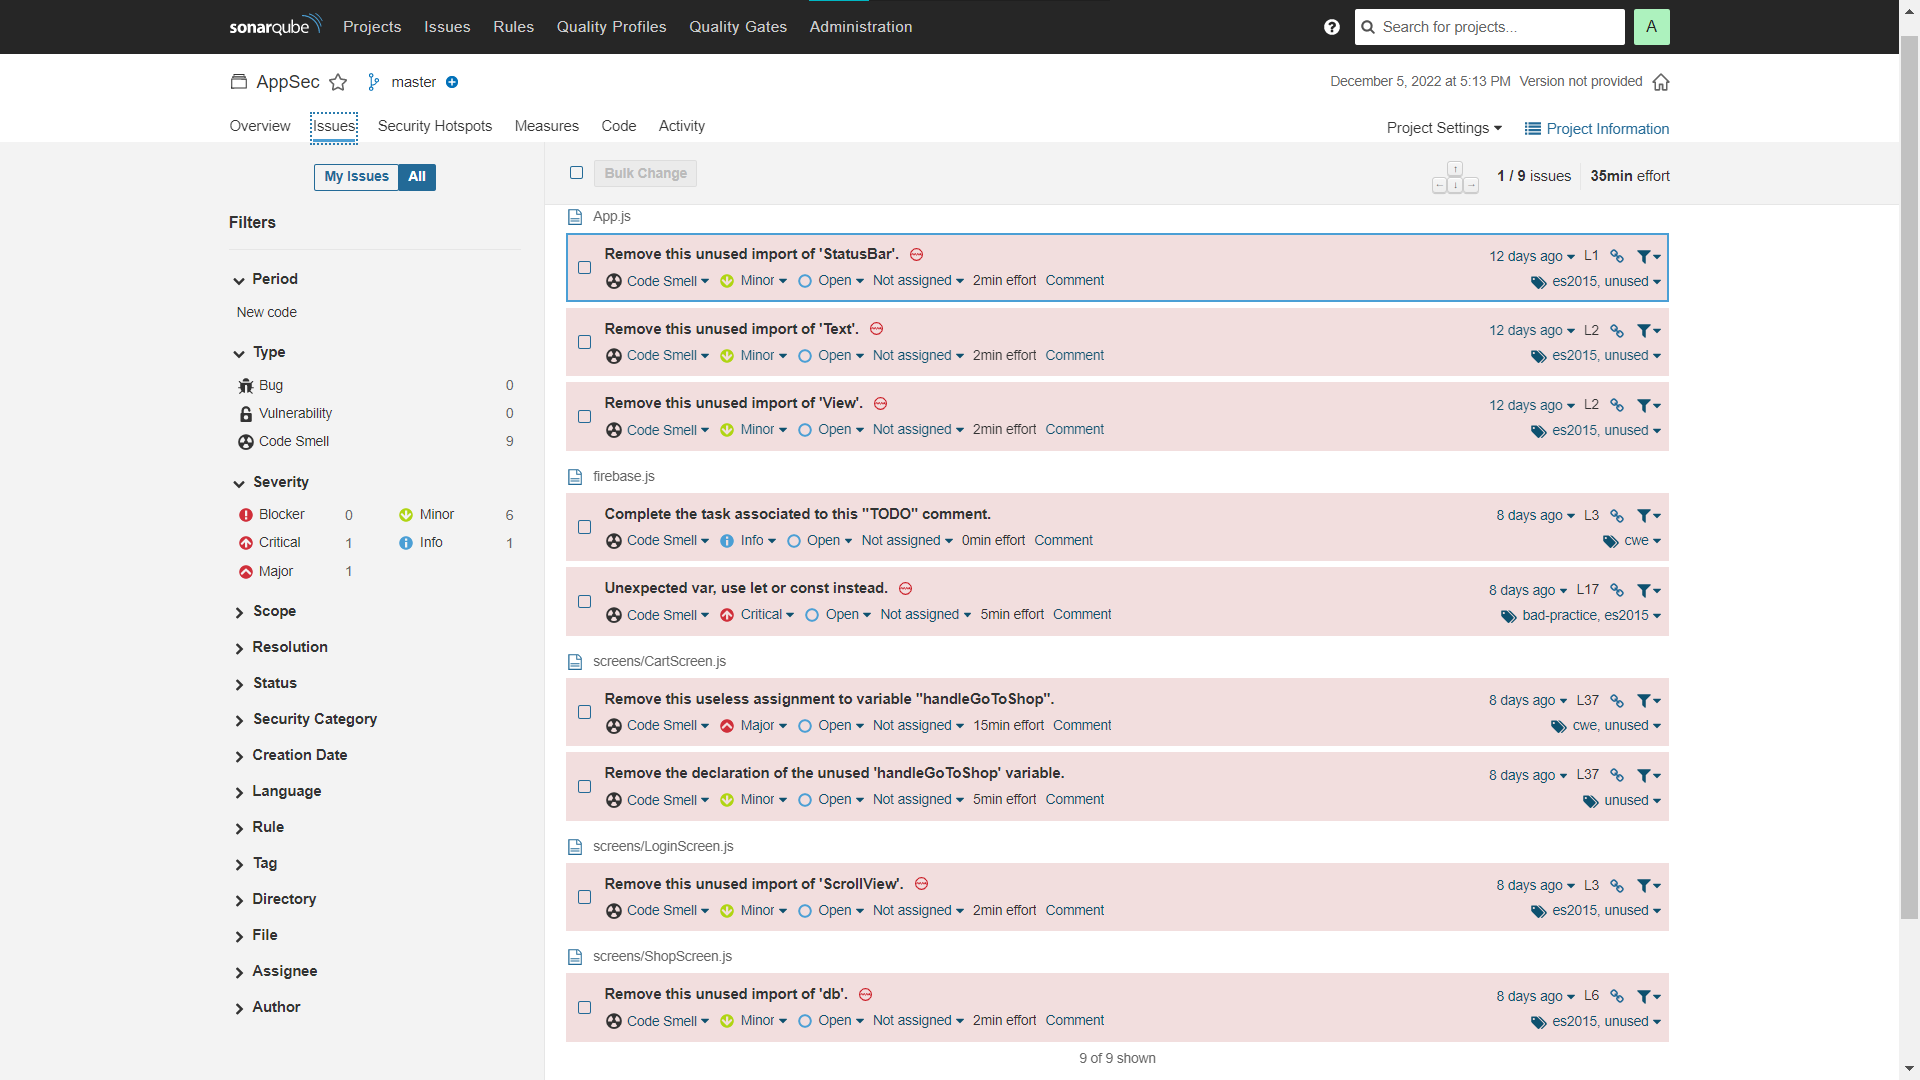 sonarqube Projects Issues Rules Quality Profiles Quality Gates Administration ? Search for projects... A
AppSec master December 5, 2022 at 5:13 PM Version not provided
Overview Issues Security Hotspots Measures Code Activity Project Settings Project Information
My Issues All
Bulk Change 1 / 9 issues 35min effort
Filters
Period
New code
Type
Bug 0
Vulnerability 0
Code Smell 9
Severity
Blocker 0 Minor 6
Critical 1 Info 1
Major 1
Scope
Resolution
Status
Security Category
Creation Date
Language
Rule
Tag
Directory
File
Assignee
Author
App.js
Remove this unused import of 'StatusBar'. 12 days ago L1
Code Smell Minor Open Not assigned 2min effort Comment es2015, unused
Remove this unused import of 'Text'. 12 days ago L2
Code Smell Minor Open Not assigned 2min effort Comment es2015, unused
Remove this unused import of 'View'. 12 days ago L2
Code Smell Minor Open Not assigned 2min effort Comment es2015, unused
firebase.js
Complete the task associated to this "TODO" comment. 8 days ago L3
Code Smell Info Open Not assigned 0min effort Comment cwe
Unexpected var, use let or const instead. 8 days ago L17
Code Smell Critical Open Not assigned 5min effort Comment bad-practice, es2015
screens/CartScreen.js
Remove this useless assignment to variable "handleGoToShop". 8 days ago L37
Code Smell Major Open Not assigned 15min effort Comment cwe, unused
Remove the declaration of the unused 'handleGoToShop' variable. 8 days ago L37
Code Smell Minor Open Not assigned 5min effort Comment unused
screens/LoginScreen.js
Remove this unused import of 'ScrollView'. 8 days ago L3
Code Smell Minor Open Not assigned 2min effort Comment es2015, unused
screens/ShopScreen.js
Remove this unused import of 'db'. 8 days ago L6
Code Smell Minor Open Not assigned 2min effort Comment es2015, unused
9 of 9 shown